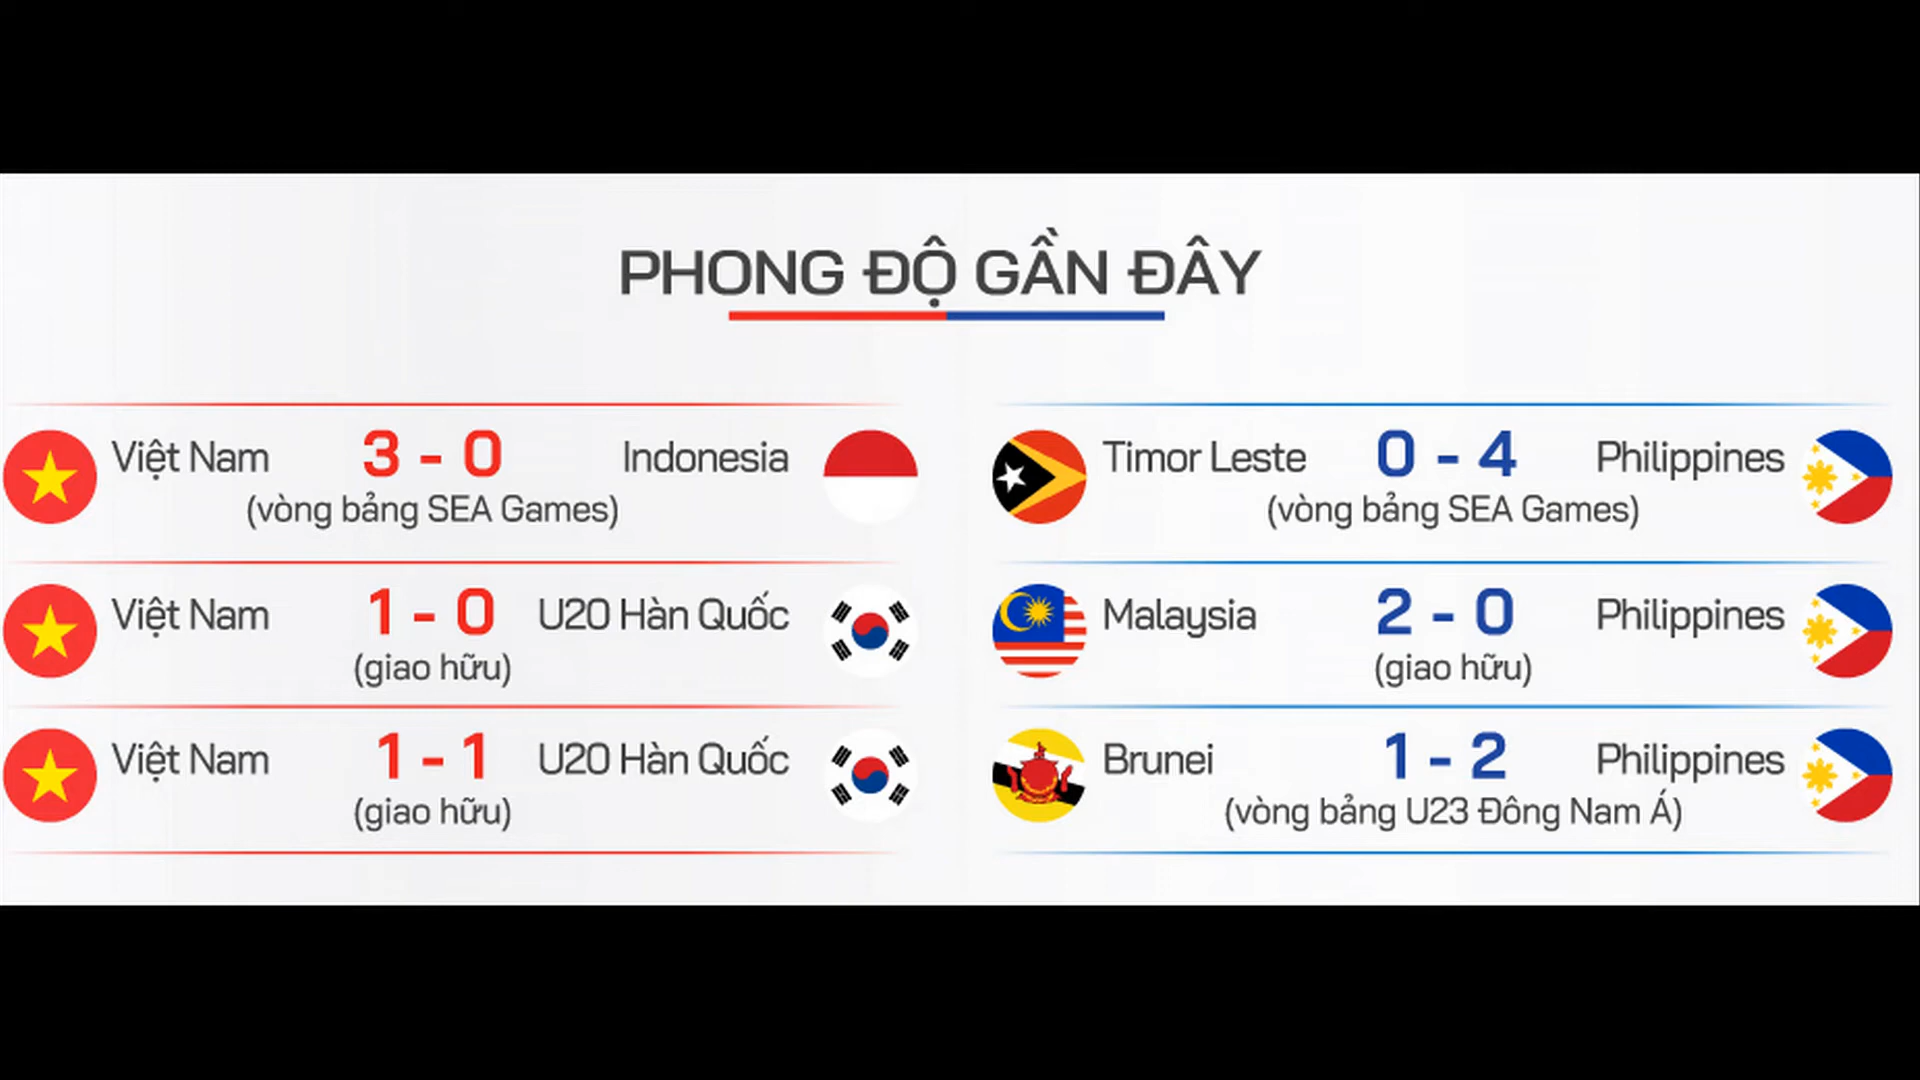 PHONG ĐỘ GẦN ĐÂY
Việt Nam 3 - 0 Indonesia
(vòng bảng SEA Games)
Việt Nam 1 - 0 U20 Hàn Quốc
(giao hữu)
Việt Nam 1 - 1 U20 Hàn Quốc
(giao hữu)
Timor Leste 0 - 4 Philippines
(vòng bảng SEA Games)
Malaysia 2 - 0 Philippines
(giao hữu)
Brunei 1 - 2 Philippines
(vòng bảng U23 Đông Nam Á)